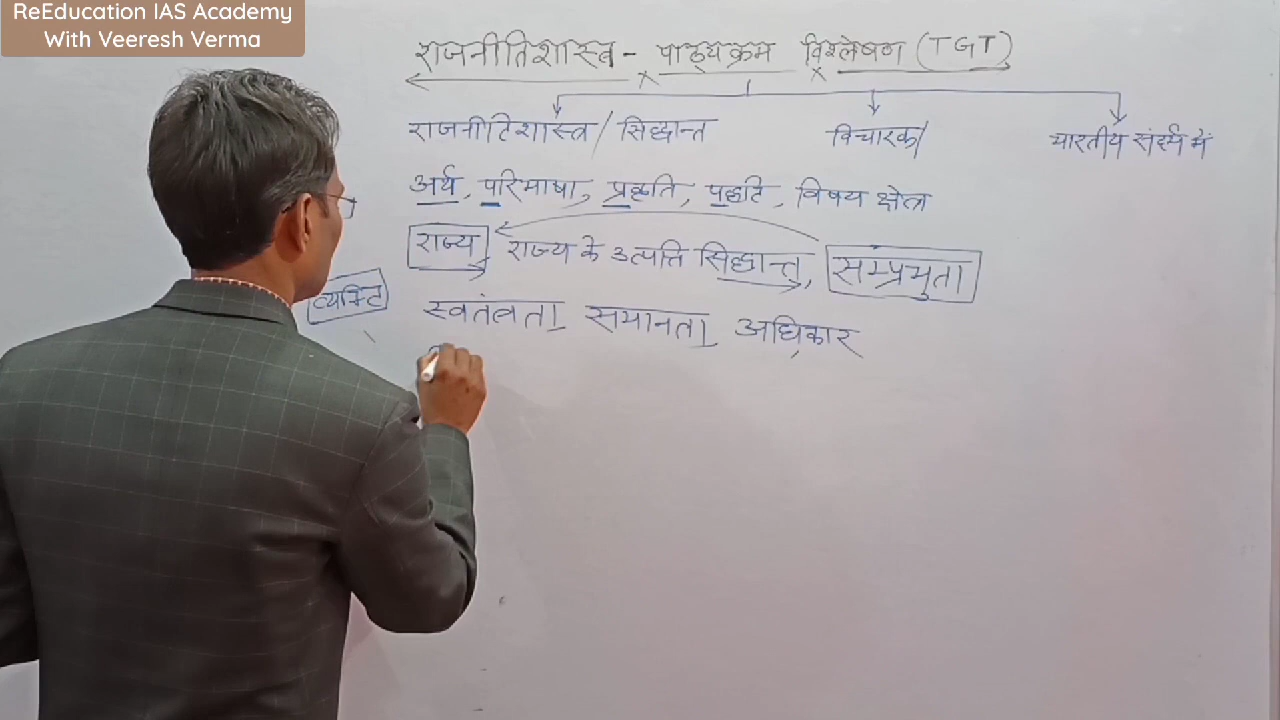 ReEducation IAS Academy
With Veeresh Verma
राजनीतिशास्त्र - पाठ्यक्रम विश्लेषण (TGT)
राजनीतिशास्त्र / सिद्धान्त विचारक / भारतीय संदर्भ में
अर्थ, परिभाषा, प्रकृति, पद्धति, विषय क्षेत्र
राज्य, राज्य के उत्पत्ति सिद्धान्त, सम्प्रभुता
व्यक्ति
स्वतंत्रता, समानता, अधिकार